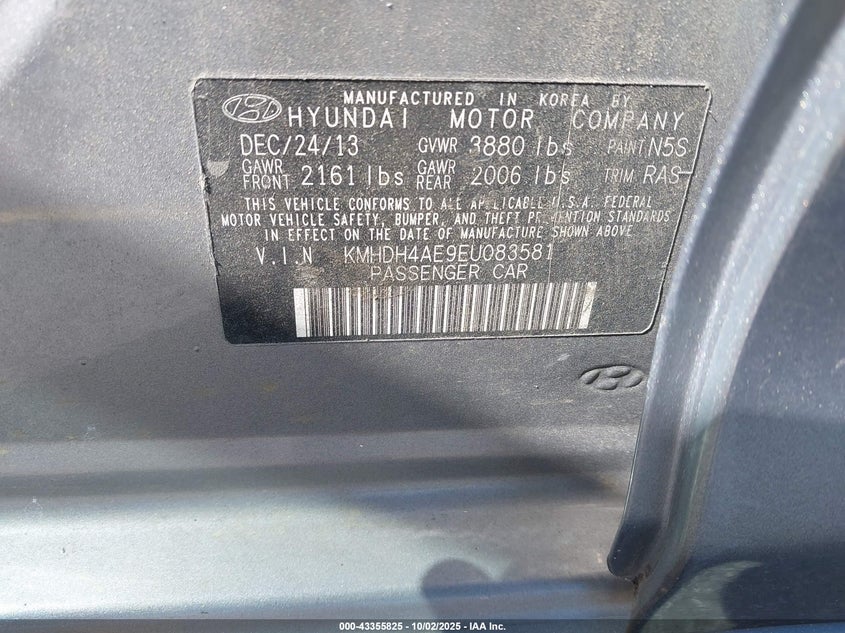 MANUFACTURED IN KOREA BY
HYUNDAI MOTOR COMPANY
DEC/24/13 GVWR 3880 lbs PAINT N5S
GAWR FRONT 2161 lbs GAWR REAR 2006 lbs TRIM RAS
THIS VEHICLE CONFORMS TO ALL APPLICABLE U.S.A. FEDERAL
MOTOR VEHICLE SAFETY, BUMPER, AND THEFT PREVENTION STANDARDS
IN EFFECT ON THE DATE OF MANUFACTURE SHOWN ABOVE
V.I.N KMHDH4AE9EU083581
PASSENGER CAR
000-43355825 - 10/02/2025 - IAA Inc.